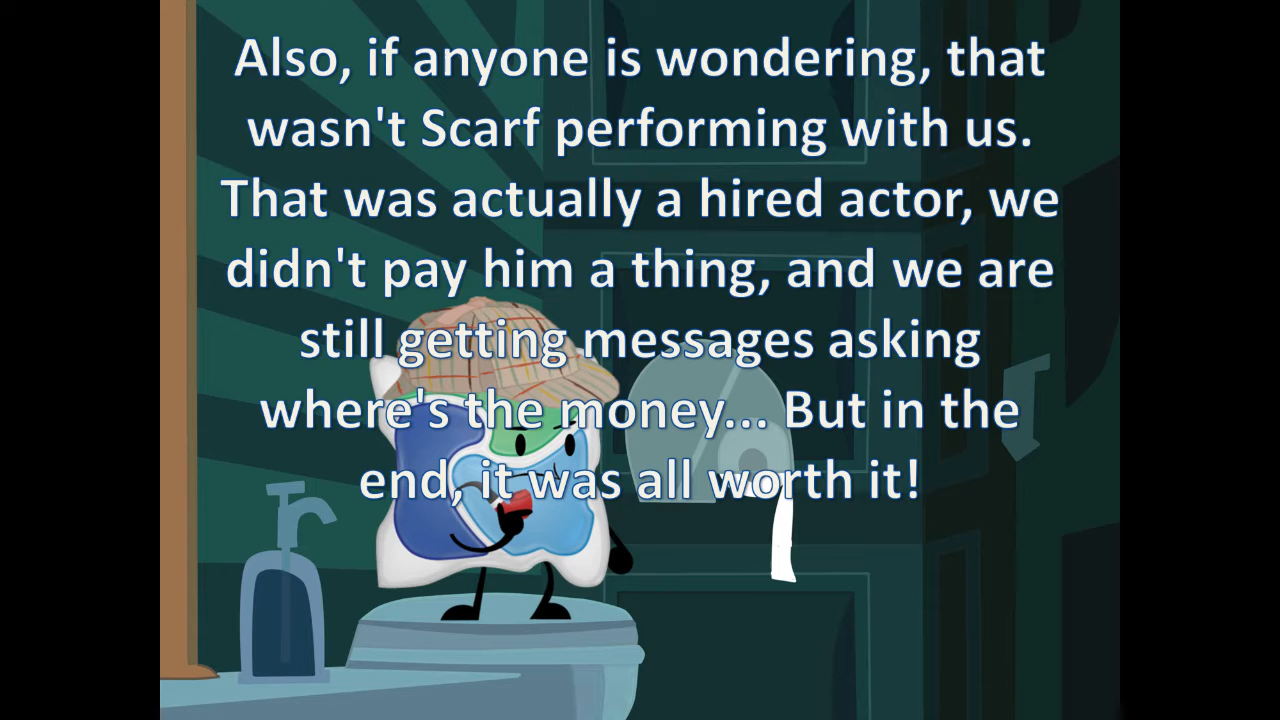 Also, if anyone is wondering, that
wasn't Scarf performing with us.
That was actually a hired actor, we
didn't pay him a thing, and we are
still getting messages asking
where's the money... But in the
end, it was all worth it!